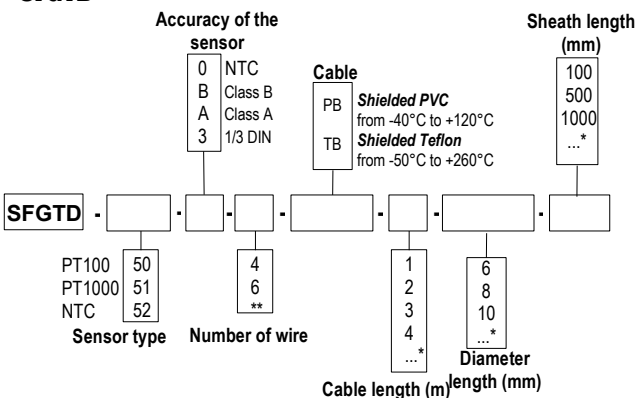 Accuracy of the
sensor
0 NTC
B Class B
A Class A
3 1/3 DIN
Cable
PB Shielded PVC
from -40°C to +120°C
TB Shielded Teflon
from -50°C to +260°C
Sheath length
(mm)
100
500
1000
...*
SFGTD - - - - - - -
PT100 50
PT1000 51
NTC 52
Sensor type
4
6
**
Number of wire
1
2
3
4
...*
Cable length (m)
6
8
10
...*
Diameter
length (mm)